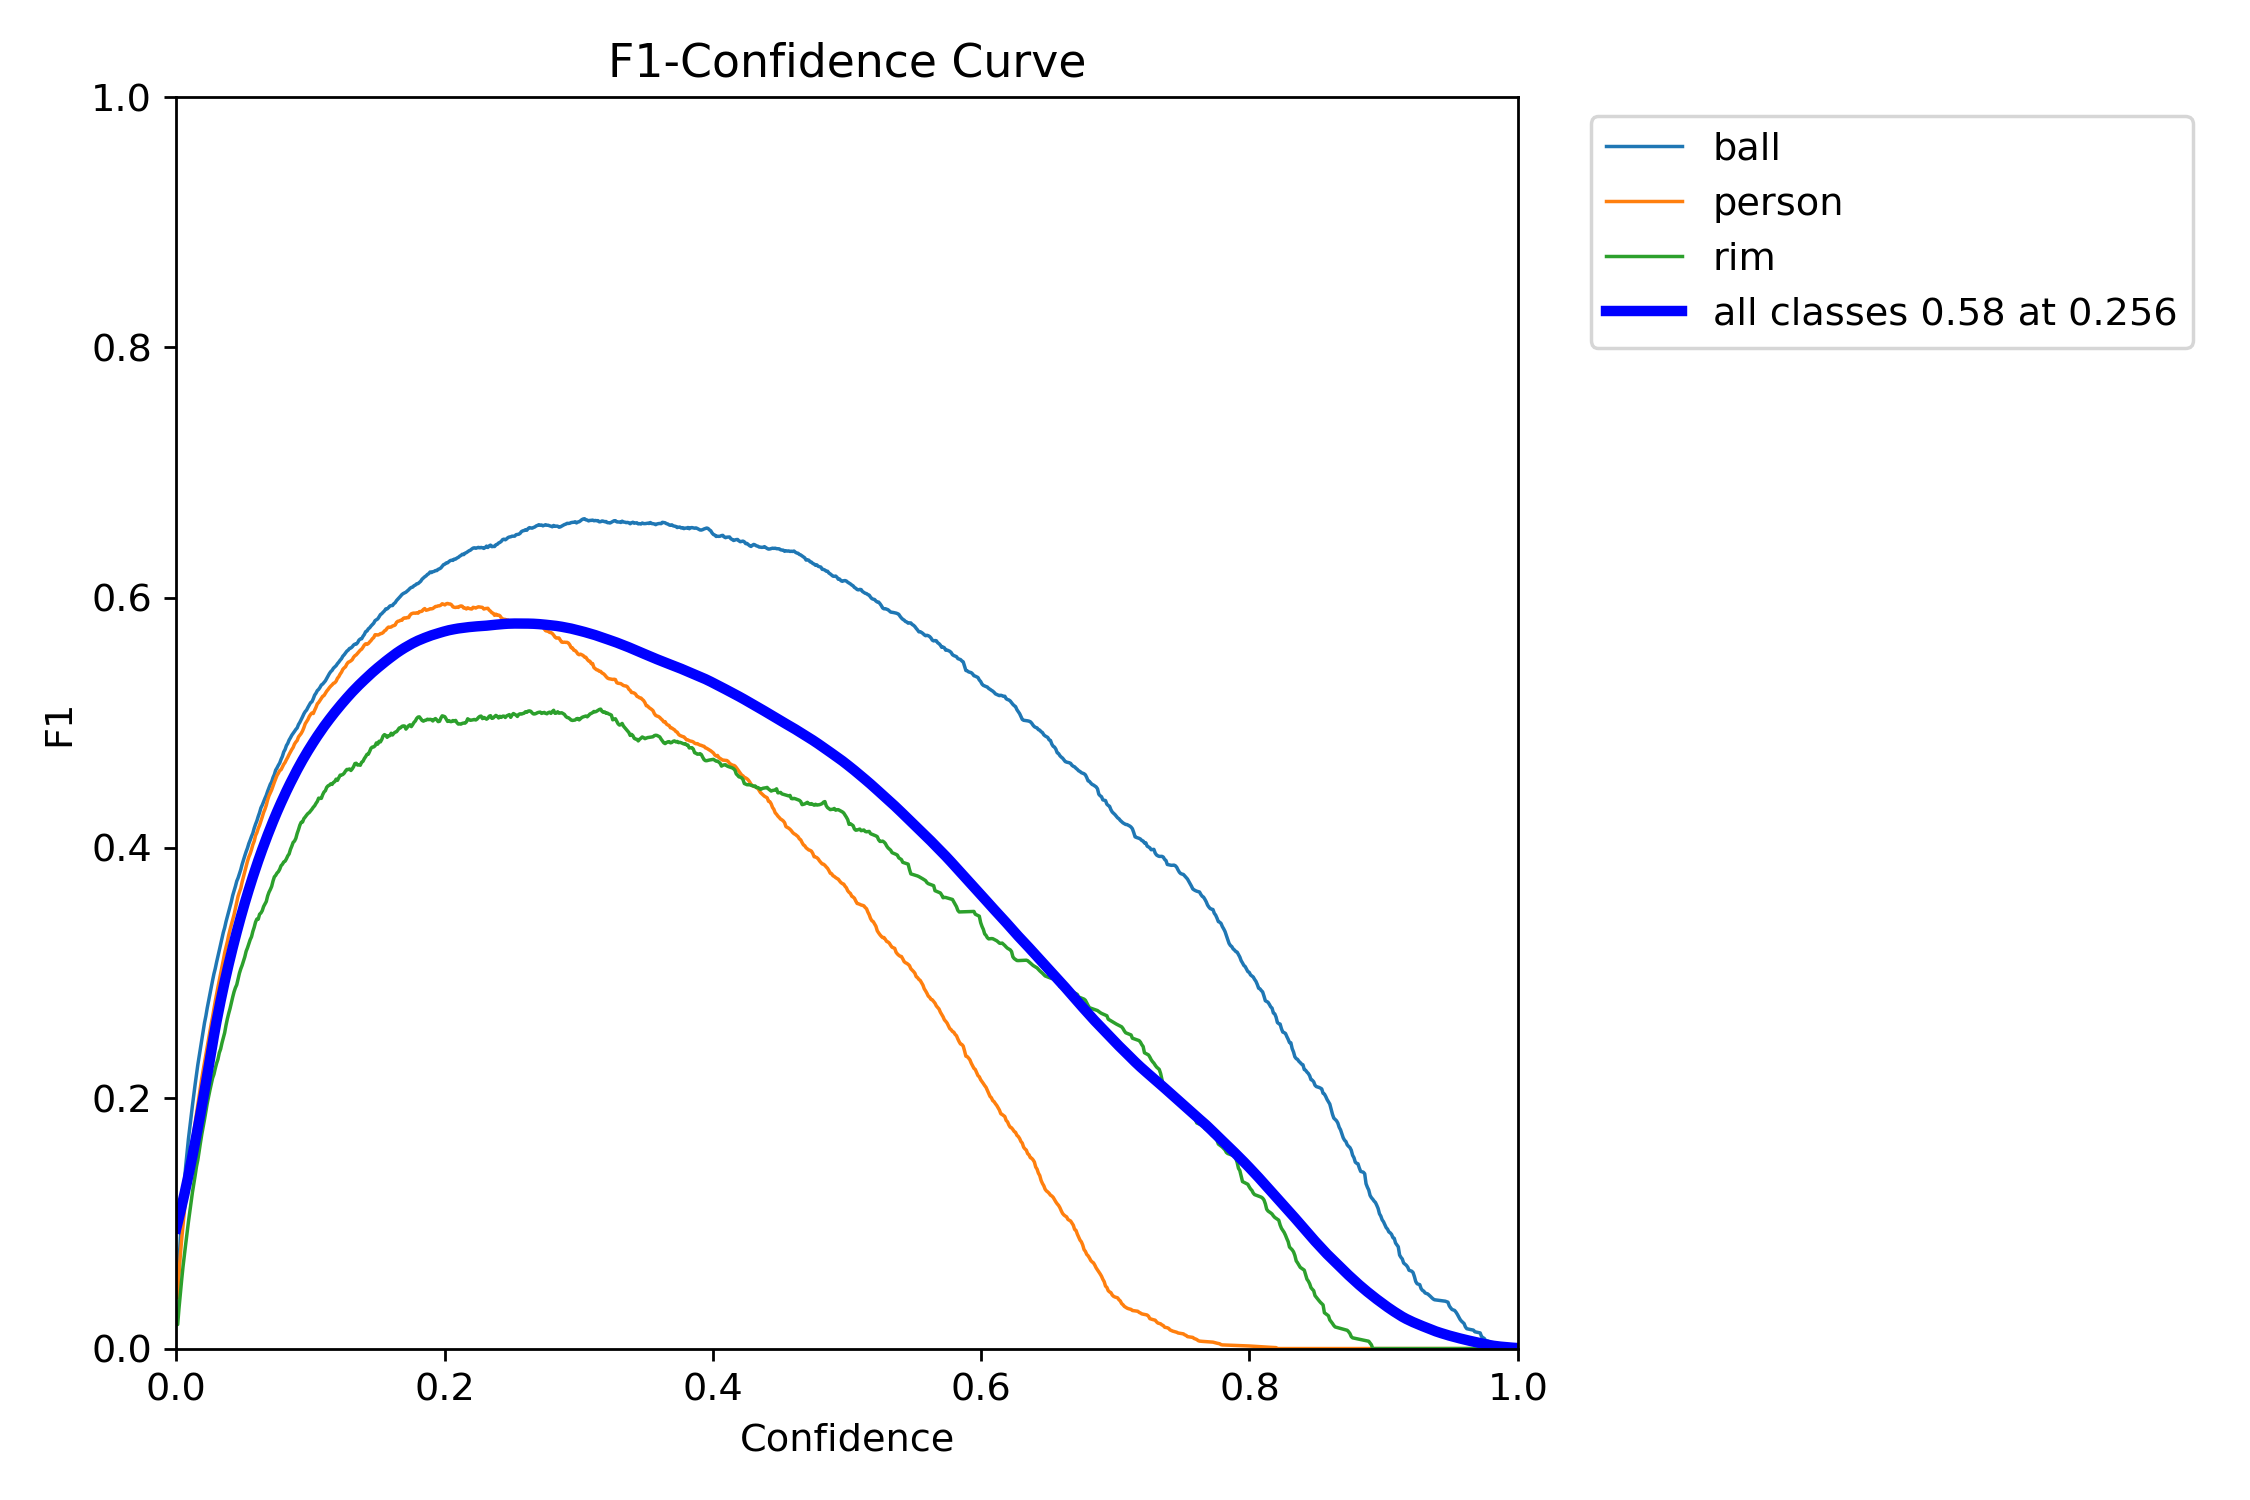 F1-Confidence Curve
1.0
0.8
0.6
0.4
0.2
0.0
F1
0.0 0.2 0.4 0.6 0.8 1.0
Confidence
ball
person
rim
all classes 0.58 at 0.256